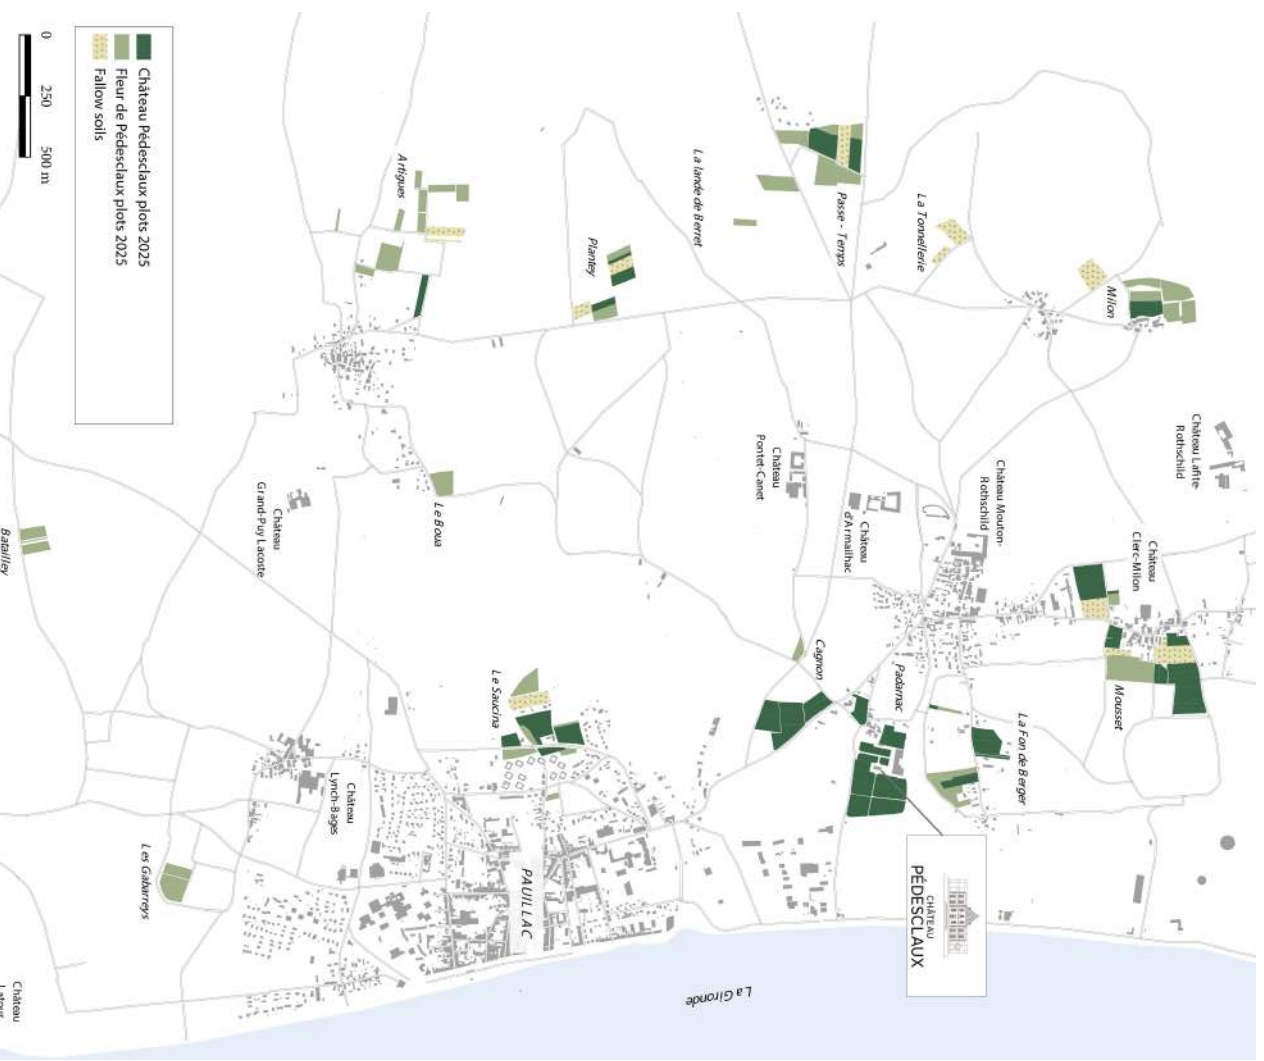 0 250 500 m
Château Pédesclaux plots 2025
Fleur de Pédesclaux plots 2025
Fallow soils
Château Lafite-
Rothschild
Milon
La Tonnellerie
Passe - Temps
La lande de Berret
Plantey
Artigues
Château
Clerc-Milon
Château Mouton-
Rothschild
Château
d'Armailhac
Château
Pontet-Canet
Le Boua
Château
Grand-Puy Lacoste
Batailley
Mousset
La Fon de Berger
Padarnac
Cagnon
Le Saucina
Château
Lynch-Bages
Les Gabarreys
PAUILLAC
CHÂTEAU
PÉDESCLAUX
La Gironde
Château
Latour